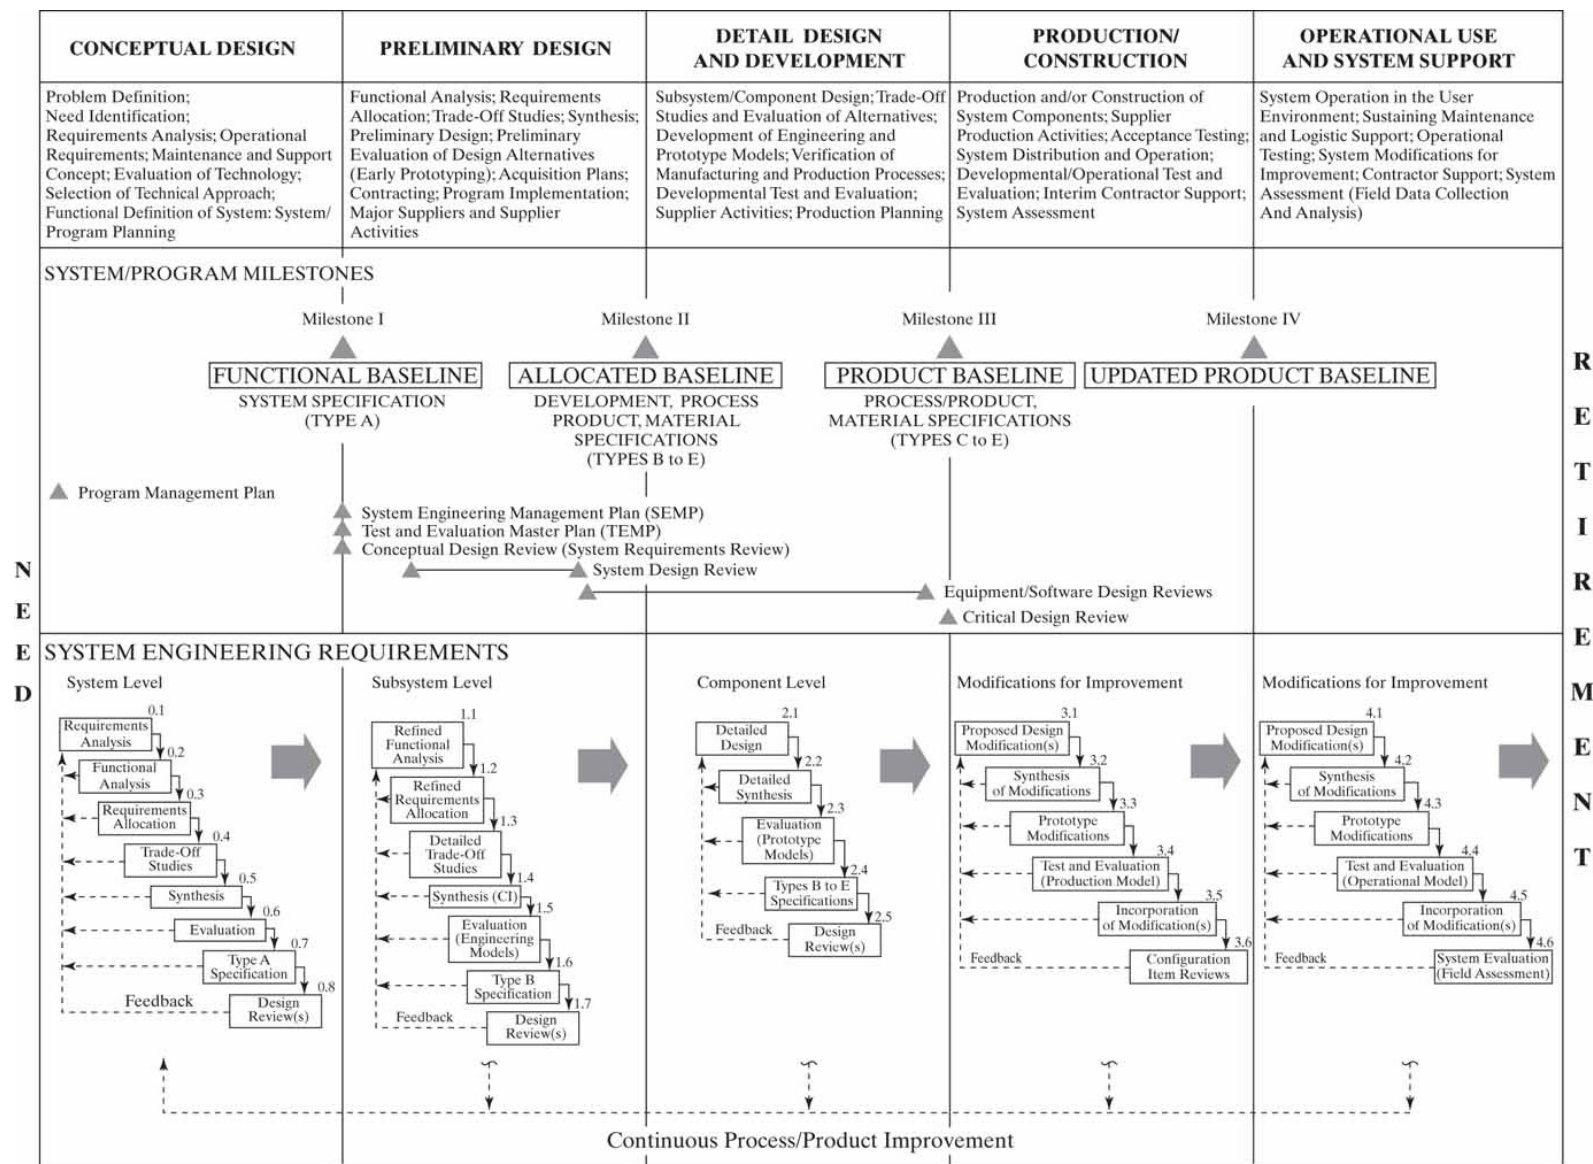 CONCEPTUAL DESIGN
PRELIMINARY DESIGN
DETAIL DESIGN
AND DEVELOPMENT
PRODUCTION/
CONSTRUCTION
OPERATIONAL USE
AND SYSTEM SUPPORT
Problem Definition;
Need Identification;
Requirements Analysis; Operational
Requirements; Maintenance and Support
Concept; Evaluation of Technology;
Selection of Technical Approach;
Functional Definition of System: System/
Program Planning
Functional Analysis; Requirements
Allocation; Trade-Off Studies; Synthesis;
Preliminary Design; Preliminary
Evaluation of Design Alternatives
(Early Prototyping); Acquisition Plans;
Contracting; Program Implementation;
Major Suppliers and Supplier
Activities
Subsystem/Component Design; Trade-Off
Studies and Evaluation of Alternatives;
Development of Engineering and
Prototype Models; Verification of
Manufacturing and Production Processes;
Developmental Test and Evaluation;
Supplier Activities; Production Planning
Production and/or Construction of
System Components; Supplier
Production Activities; Acceptance Testing;
System Distribution and Operation;
Developmental/Operational Test and
Evaluation; Interim Contractor Support;
System Assessment
System Operation in the User
Environment; Sustaining Maintenance
and Logistic Support; Operational
Testing; System Modifications for
Improvement; Contractor Support; System
Assessment (Field Data Collection
And Analysis)
SYSTEM/PROGRAM MILESTONES
Milestone I
Milestone II
Milestone III
Milestone IV
FUNCTIONAL BASELINE
ALLOCATED BASELINE
PRODUCT BASELINE
UPDATED PRODUCT BASELINE
SYSTEM SPECIFICATION
(TYPE A)
DEVELOPMENT, PROCESS
PRODUCT, MATERIAL
SPECIFICATIONS
(TYPES B to E)
PROCESS/PRODUCT,
MATERIAL SPECIFICATIONS
(TYPES C to E)
Program Management Plan
System Engineering Management Plan (SEMP)
Test and Evaluation Master Plan (TEMP)
Conceptual Design Review (System Requirements Review)
System Design Review
Equipment/Software Design Reviews
Critical Design Review
NEED
RETIREMENT
SYSTEM ENGINEERING REQUIREMENTS
System Level
0.1
Requirements
Analysis
0.2
Functional
Analysis
0.3
Requirements
Allocation
0.4
Trade-Off
Studies
0.5
Synthesis
0.6
Evaluation
0.7
Type A
Specification
0.8
Feedback
Design
Review(s)
Subsystem Level
1.1
Refined
Functional
Analysis
1.2
Refined
Requirements
Allocation
1.3
Detailed
Trade-Off
Studies
1.4
Synthesis (CI)
1.5
Evaluation
(Engineering
Models)
1.6
Type B
Specification
1.7
Feedback
Design
Review(s)
Component Level
2.1
Detailed
Design
2.2
Detailed
Synthesis
2.3
Evaluation
(Prototype
Models)
2.4
Types B to E
Specifications
2.5
Feedback
Design
Review(s)
Modifications for Improvement
3.1
Proposed Design
Modification(s)
3.2
Synthesis
of Modifications
3.3
Prototype
Modifications
3.4
Test and Evaluation
(Production Model)
3.5
Incorporation
of Modification(s)
3.6
Feedback
Configuration
Item Reviews
Modifications for Improvement
4.1
Proposed Design
Modification(s)
4.2
Synthesis
of Modifications
4.3
Prototype
Modifications
4.4
Test and Evaluation
(Operational Model)
4.5
Incorporation
of Modification(s)
4.6
Feedback
System Evaluation
(Field Assessment)
Continuous Process/Product Improvement